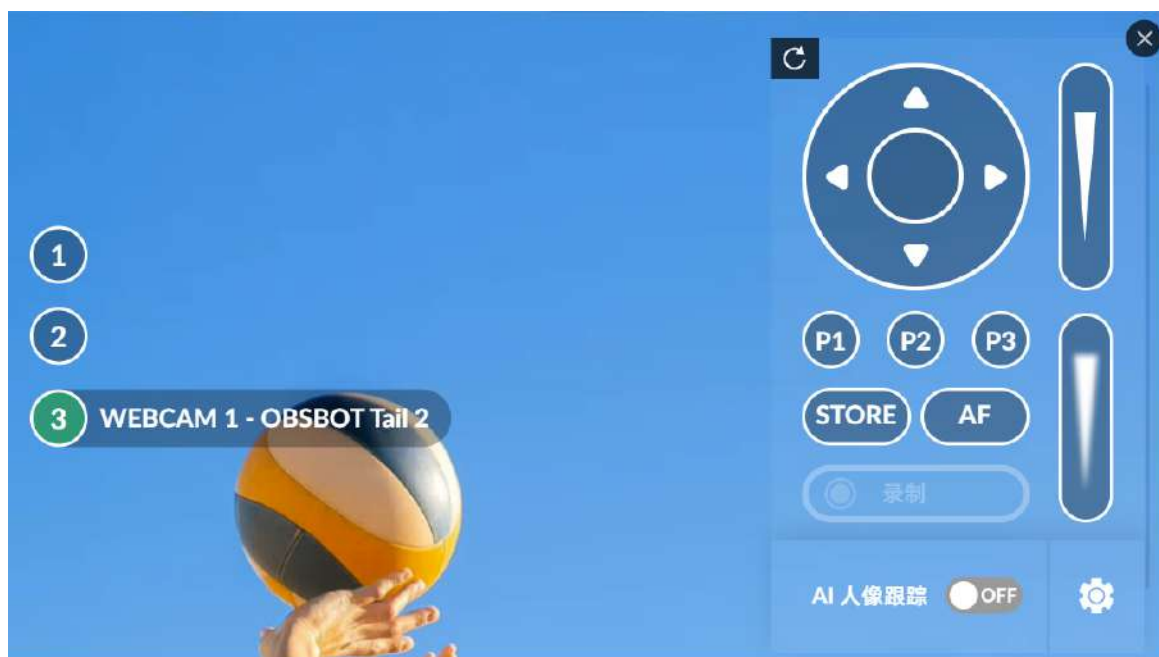 1
2
3 WEBCAM 1 - OBSBOT Tail 2
P1 P2 P3
STORE AF
录制
AI 人像跟踪 OFF